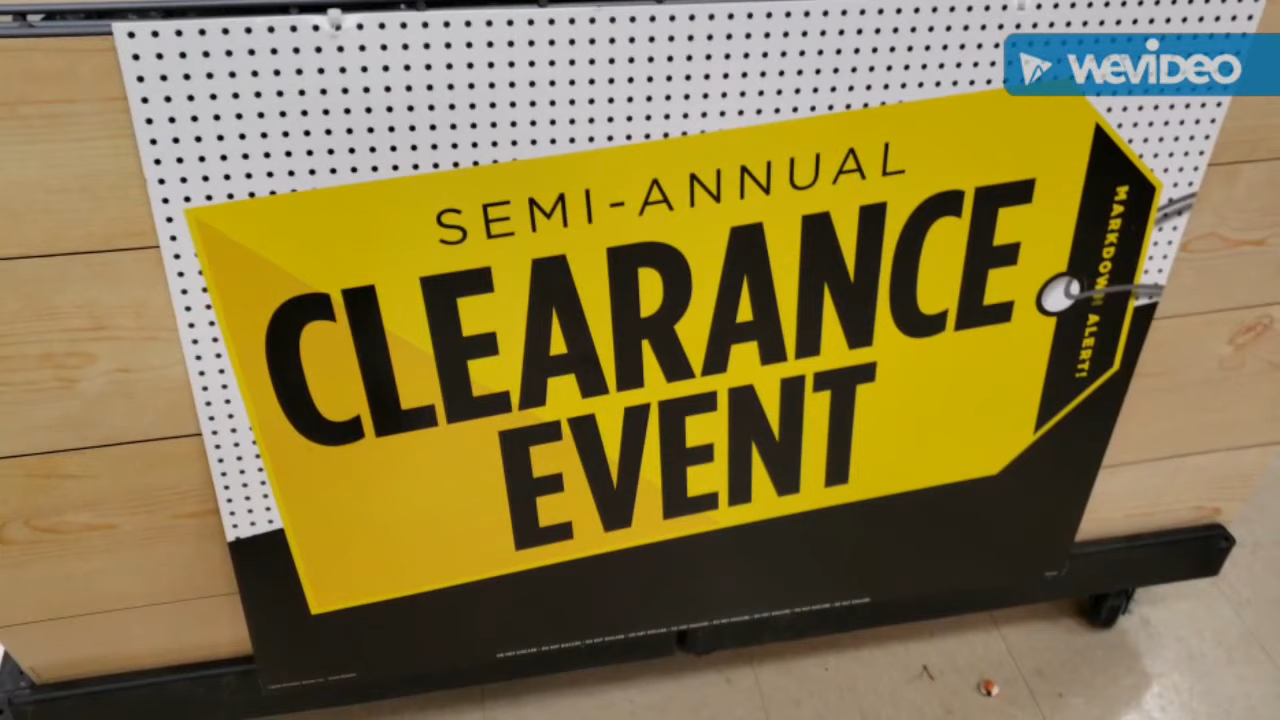 WEVIDEO
SEMI-ANNUAL
CLEARANCE
EVENT
MARKDOWN ALERT!